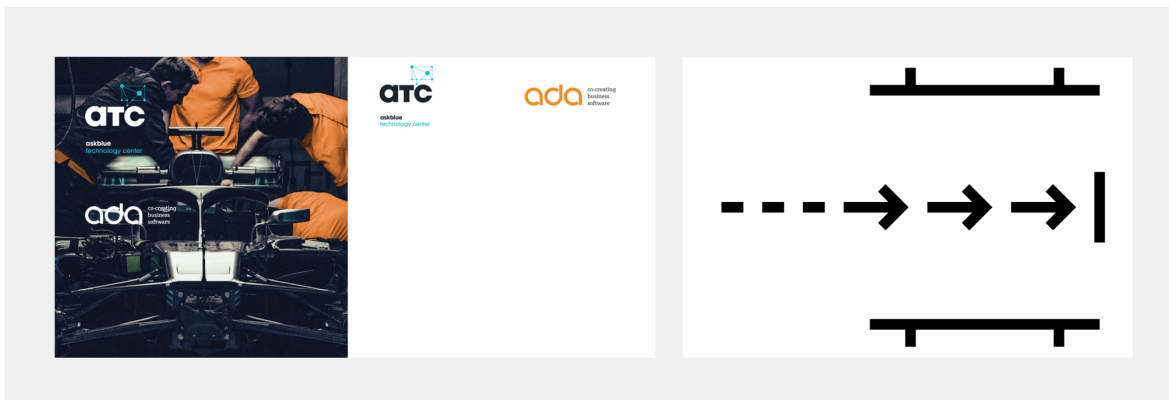 aTC
askblue
technology center
ada
co-creating
business
software
aTC
askblue
technology center
ada
co-creating
business
software